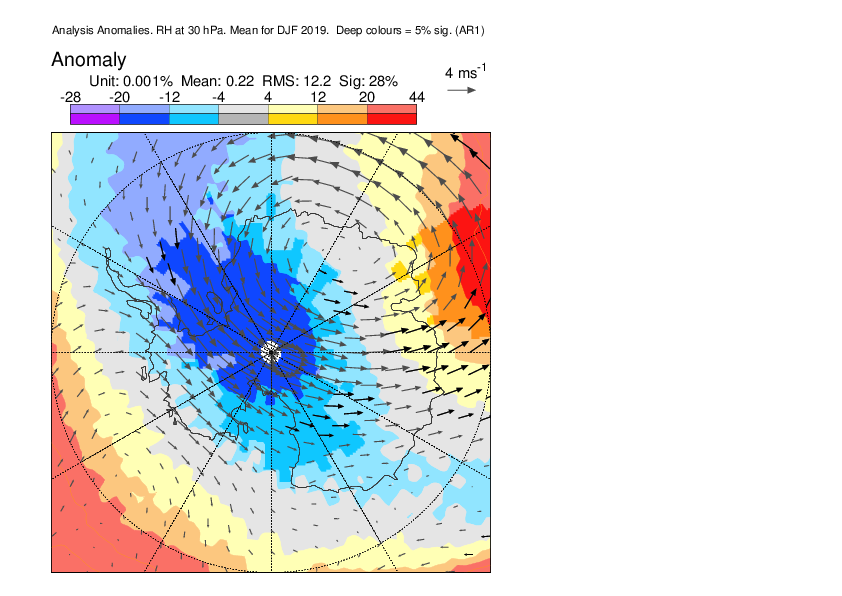 Analysis Anomalies. RH at 30 hPa. Mean for DJF 2019. Deep colours = 5% sig. (AR1)
Anomaly
4 ms-1
Unit: 0.001% Mean: 0.22 RMS: 12.2 Sig: 28%
-28 -20 -12 -4 4 12 20 44